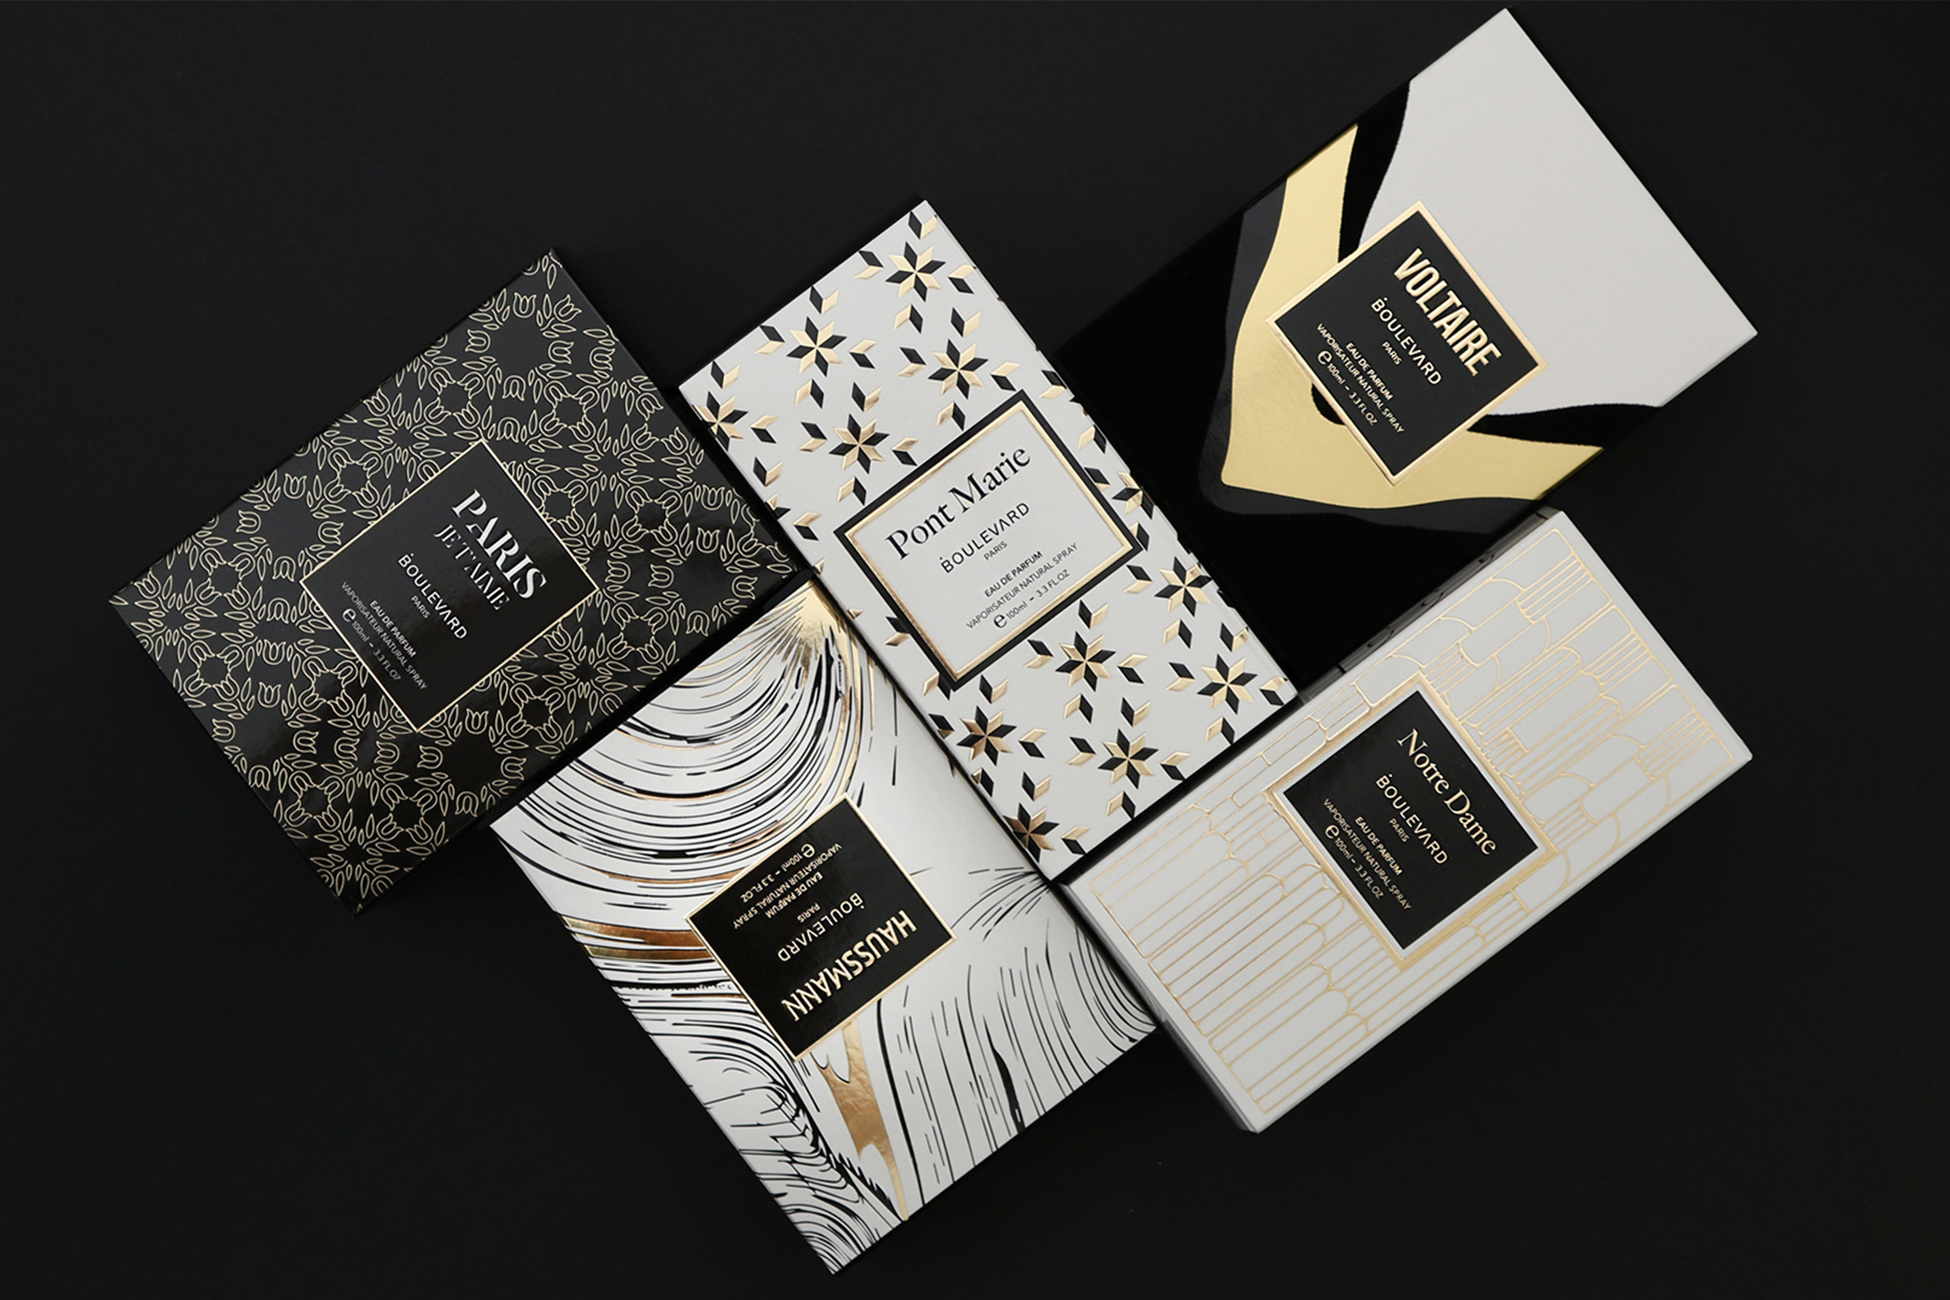 PARIS
JE T'AIME
BOULEVARD
PARIS
EAU DE PARFUM
VAPORISATEUR NATURAL SPRAY
e 100ml - 3.3 FL OZ
Pont Marie
BOULEVARD
PARIS
EAU DE PARFUM
VAPORISATEUR NATURAL SPRAY
e 100ml - 3.3 FL.OZ
VOLTAIRE
BOULEVARD
PARIS
EAU DE PARFUM
VAPORISATEUR NATURAL SPRAY
e 100ml - 3.3 FL.OZ
HAUSSMANN
BOULEVARD
PARIS
EAU DE PARFUM
VAPORISATEUR NATURAL SPRAY
e 100ml - 3.3 FL.OZ
Notre Dame
BOULEVARD
PARIS
EAU DE PARFUM
VAPORISATEUR NATURAL SPRAY
e 100ml - 3.3 FL.OZ